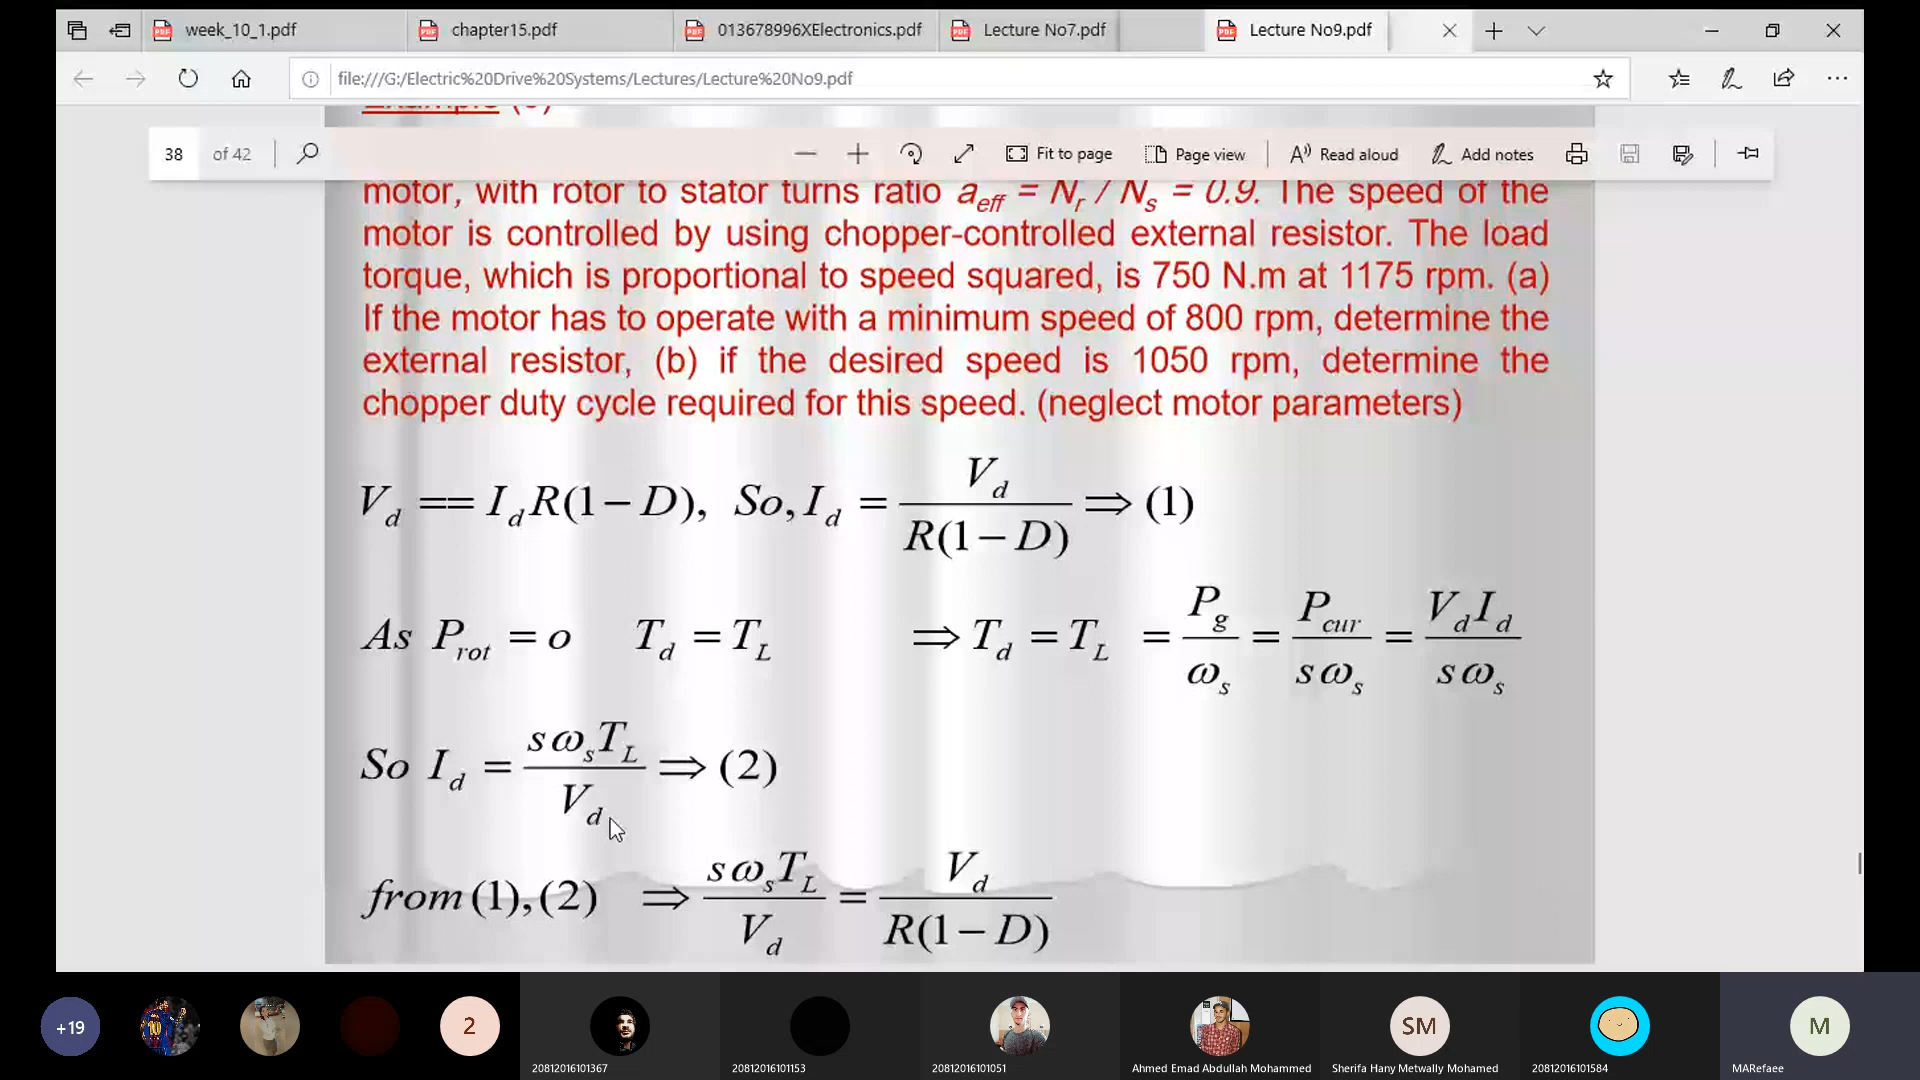 week_10_1.pdf
chapter15.pdf
013678996XElectronics.pdf
Lecture No7.pdf
Lecture No9.pdf
file:///G:/Electric%20Drive%20Systems/Lectures/Lecture%20No9.pdf
38 of 42
Fit to page
Page view
Read aloud
Add notes
motor, with rotor to stator turns ratio a_eff = N_r / N_s = 0.9. The speed of the
motor is controlled by using chopper-controlled external resistor. The load
torque, which is proportional to speed squared, is 750 N.m at 1175 rpm. (a)
If the motor has to operate with a minimum speed of 800 rpm, determine the
external resistor, (b) if the desired speed is 1050 rpm, determine the
chopper duty cycle required for this speed. (neglect motor parameters)
V_d == I_d R(1 − D), So, I_d = V_d / R(1 − D) ⇒ (1)
As P_rot = o T_d = T_L ⇒ T_d = T_L = P_g / ω_s = P_cur / sω_s = V_d I_d / sω_s
So I_d = sω_s T_L / V_d ⇒ (2)
from (1),(2) ⇒ sω_s T_L / V_d = V_d / R(1 − D)
+19
10
2
SM
M
20812016101367
20812016101153
20812016101051
Ahmed Emad Abdullah Mohammed
Sherifa Hany Metwally Mohamed
20812016101584
MARefaee